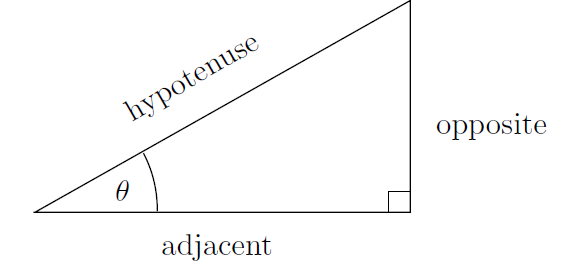 hypotenuse
opposite
θ
adjacent